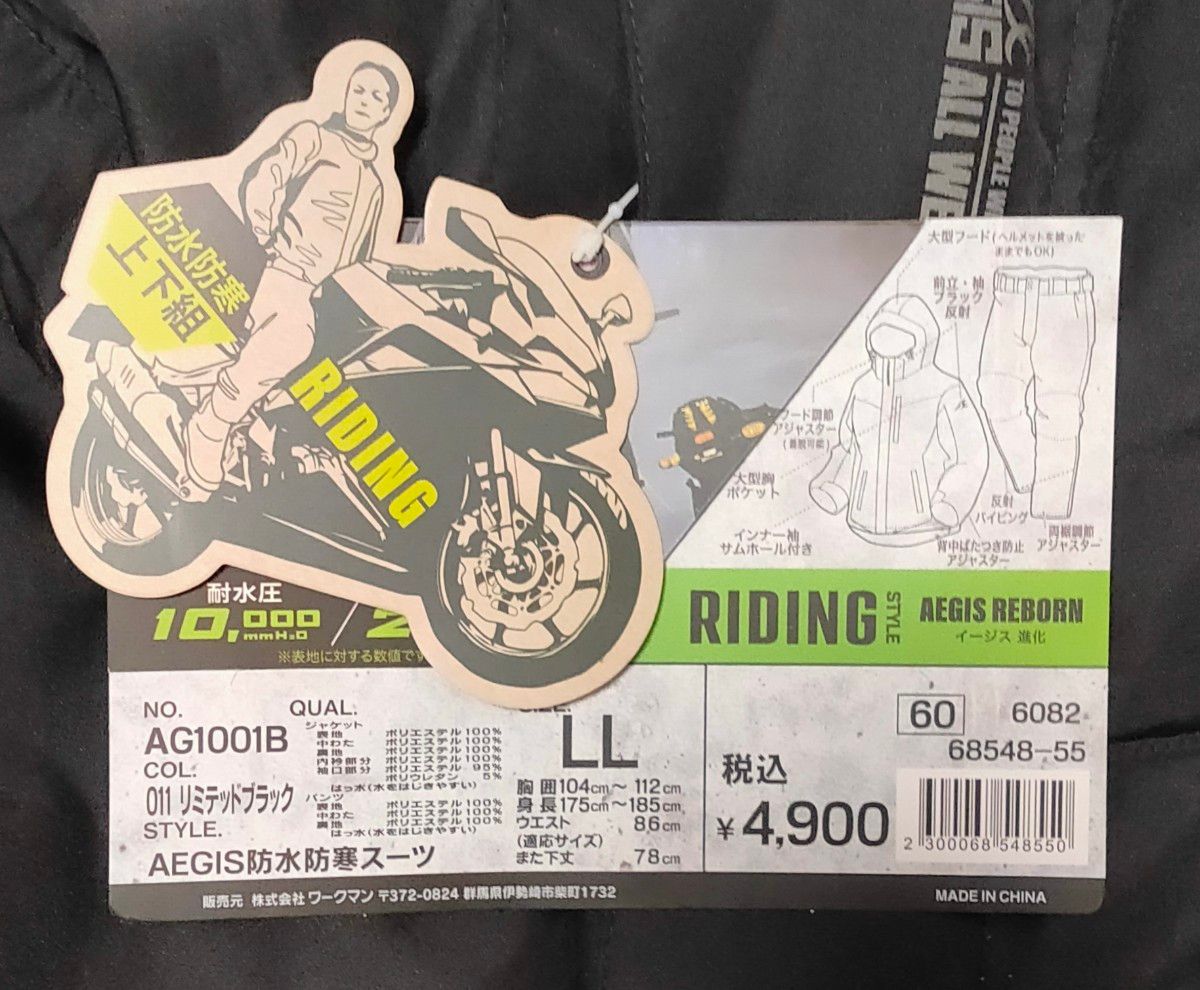 TO PEOPLE W
IS ALL WE
防水防寒
上下組
RIDING
大型フード(ヘルメットを被った
ままでもOK)
前立・袖
ブラック
反射
フード調節
アジャスター
(着脱可能)
大型胸
ポケット
インナー袖
サムホール付き
反射
パイピング
背中ばたつき防止
アジャスター
両裾調節
アジャスター
耐水圧
10,000mmH₂O / 2
※表地に対する数値です
RIDING STYLE
AEGIS REBORN
イージス 進化
NO.
AG1001B
COL.
011 リミテッドブラック
STYLE.
AEGIS防水防寒スーツ
QUAL.
ジャケット
表地 ポリエステル100%
中わた ポリエステル100%
裏地 ポリエステル100%
内衿部分 ポリエステル100%
袖口部分 ポリエステル 95%
ポリウレタン 5%
はっ水(水をはじきやすい)
パンツ
表地 ポリエステル100%
中わた ポリエステル100%
裏地 ポリエステル100%
はっ水(水をはじきやすい)
LL
胸囲104cm~112cm
身長175cm~185cm
ウエスト 86cm
(適応サイズ)
また下丈 78cm
60 6082
68548-55
税込
¥4,900
2 300068 548550
販売元 株式会社 ワークマン 〒372-0824 群馬県伊勢崎市柴町1732
MADE IN CHINA